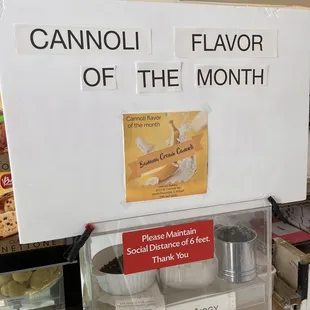 CANNOLI FLAVOR
OF THE MONTH
Cannoli flavor
of the month
Banana Cream Cannoli
Please Maintain
Social Distance of 6 feet.
Thank You